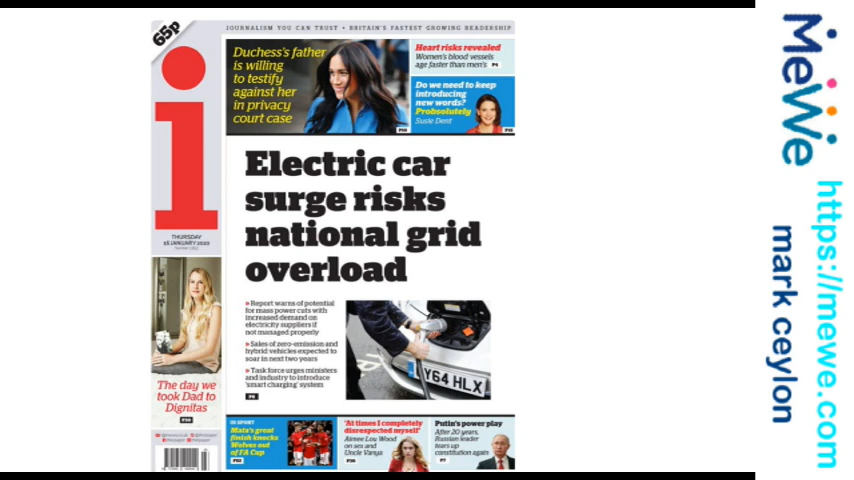 65p
JOURNALISM YOU CAN TRUST • BRITAIN'S FASTEST-GROWING READERSHIP
i
THURSDAY
Duchess's father
is willing
to testify
against her
in privacy
court case
Heart risks revealed
Women's blood vessels
age faster than men's
Do we need to keep
introducing
new words?
Probsolutely
Susie Dent
Electric car
surge risks
national grid
overload
» Report warns of potential
for mass power cuts with
increased demand on
electricity suppliers if
not managed properly
» Sales of zero-emission and
hybrid vehicles expected to
soar in next two years
» Task force urges ministers
and industry to introduce
'smart charging' system
Y64 HLX
The day we
took Dad to
Dignitas
IN SPORT
Mata's great
finish knocks
Wolves out
of FA Cup
'At times I completely
disrespected myself'
Aimee Lou Wood
on sex and
Uncle Vanya
Putin's power play
After 20 years,
Russian leader
tears up
constitution again
MeWe
https://mewe.com
mark ceylon